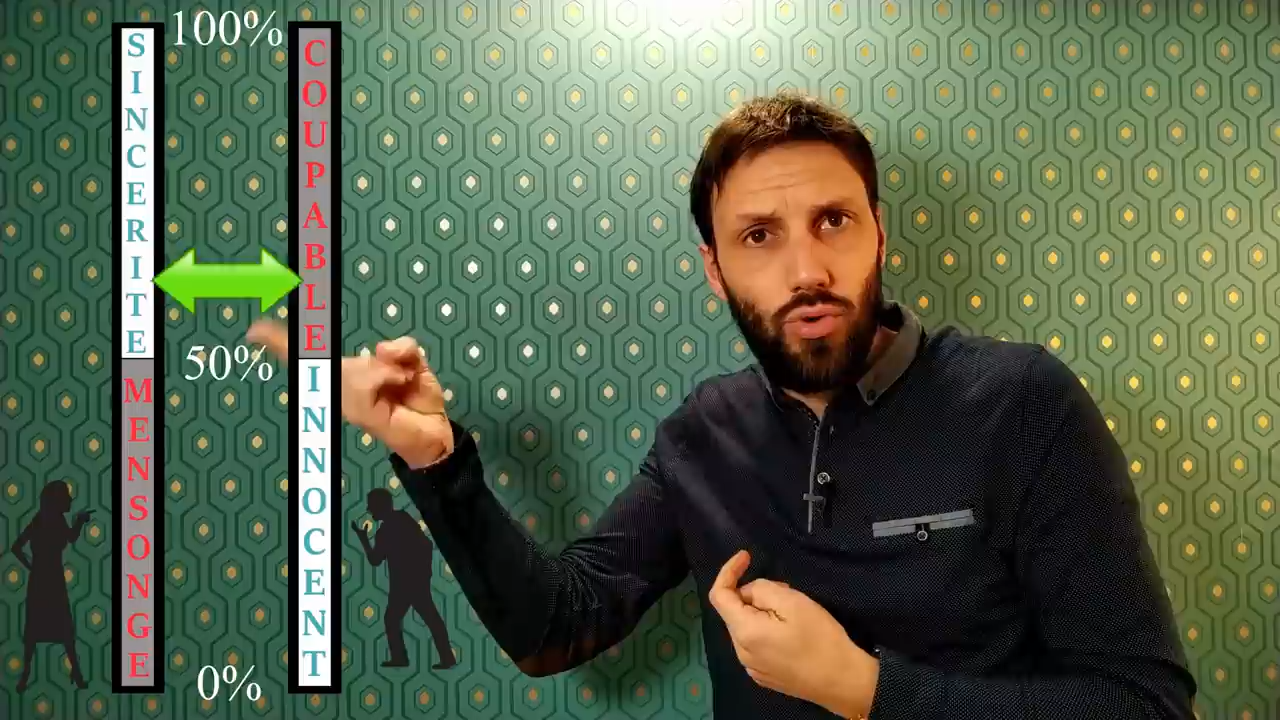 SINCERITE
MENSONGE
100%
50%
0%
COUPABLE
INNOCENT